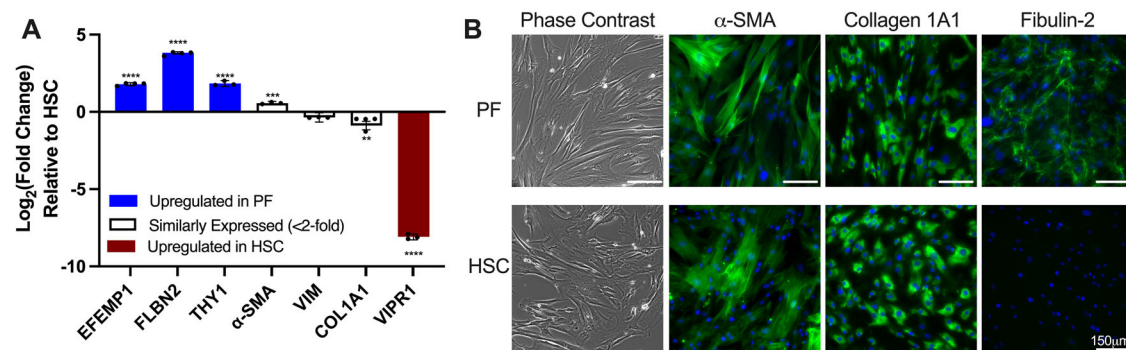 A
Log₂(Fold Change)
Relative to HSC
5
0
-5
-10
****
****
****
***
**
****
Upregulated in PF
Similarly Expressed (<2-fold)
Upregulated in HSC
EFEMP1
FLBN2
THY1
α-SMA
VIM
COL1A1
VIPR1
B
Phase Contrast
α-SMA
Collagen 1A1
Fibulin-2
PF
HSC
150μm